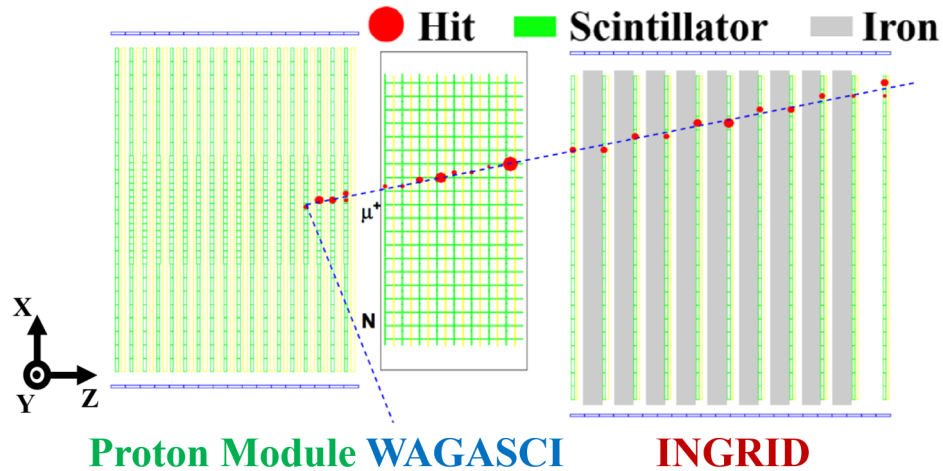 Hit Scintillator Iron
μ+
N
X
Y Z
Proton Module WAGASCI INGRID